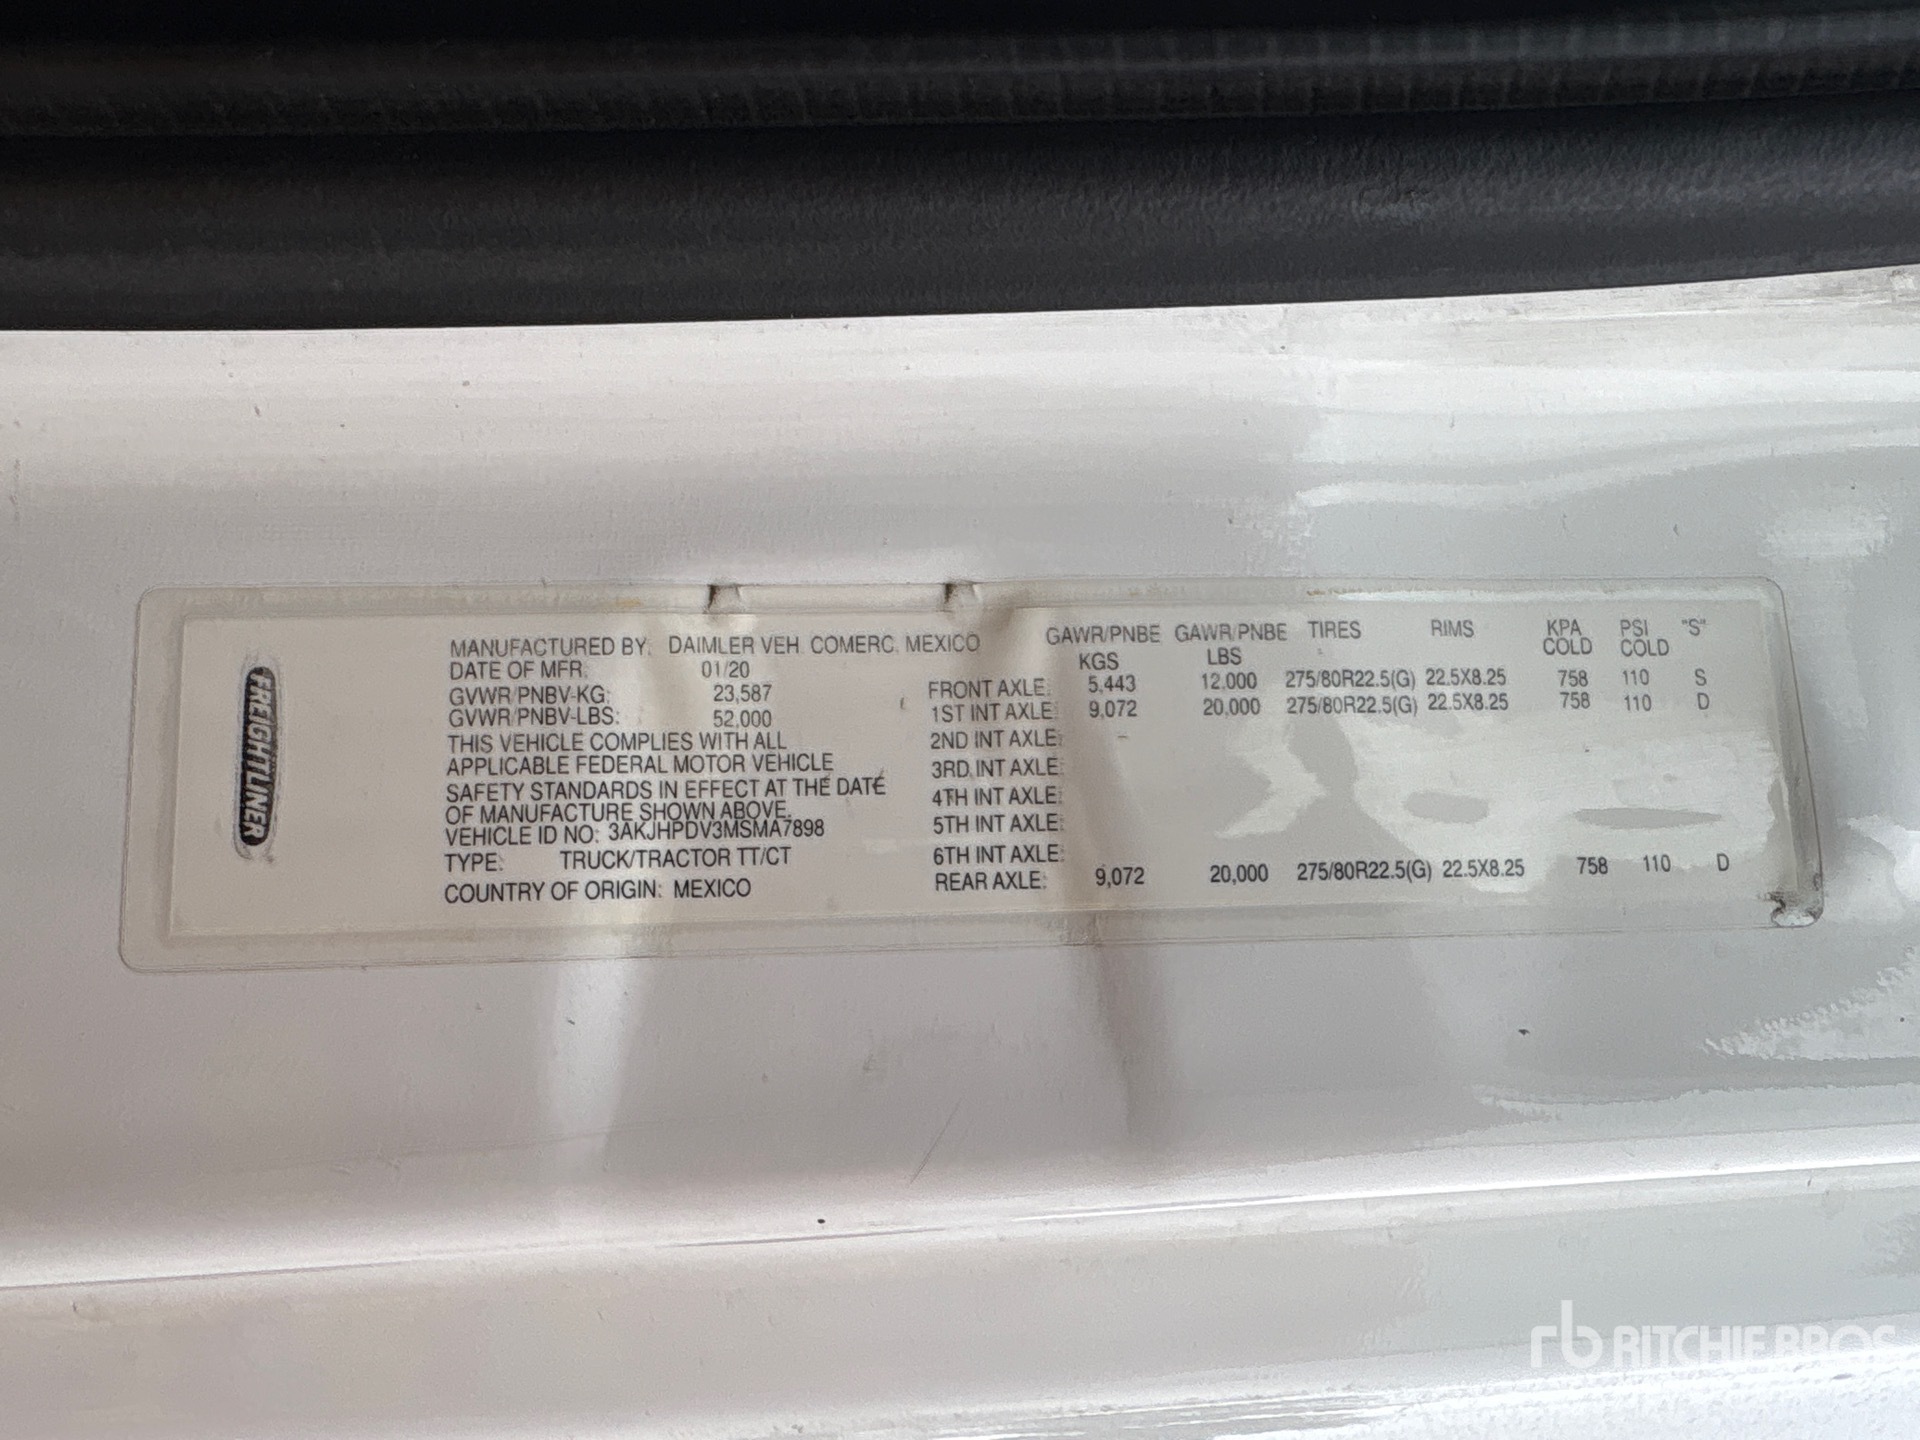 FREIGHTLINER
MANUFACTURED BY: DAIMLER VEH. COMERC. MEXICO
DATE OF MFR: 01/20
GVWR/PNBV-KG: 23,587
GVWR/PNBV-LBS: 52,000
THIS VEHICLE COMPLIES WITH ALL
APPLICABLE FEDERAL MOTOR VEHICLE
SAFETY STANDARDS IN EFFECT AT THE DATE
OF MANUFACTURE SHOWN ABOVE.
VEHICLE ID NO: 3AKJHPDV3MSMA7898
TYPE: TRUCK/TRACTOR TT/CT
COUNTRY OF ORIGIN: MEXICO
GAWR/PNBE KGS GAWR/PNBE LBS TIRES RIMS KPA COLD PSI COLD "S"
FRONT AXLE: 5,443 12,000 275/80R22.5(G) 22.5X8.25 758 110 S
1ST INT AXLE: 9,072 20,000 275/80R22.5(G) 22.5X8.25 758 110 D
2ND INT AXLE:
3RD INT AXLE:
4TH INT AXLE:
5TH INT AXLE:
6TH INT AXLE:
REAR AXLE: 9,072 20,000 275/80R22.5(G) 22.5X8.25 758 110 D
rb RITCHIE BROS